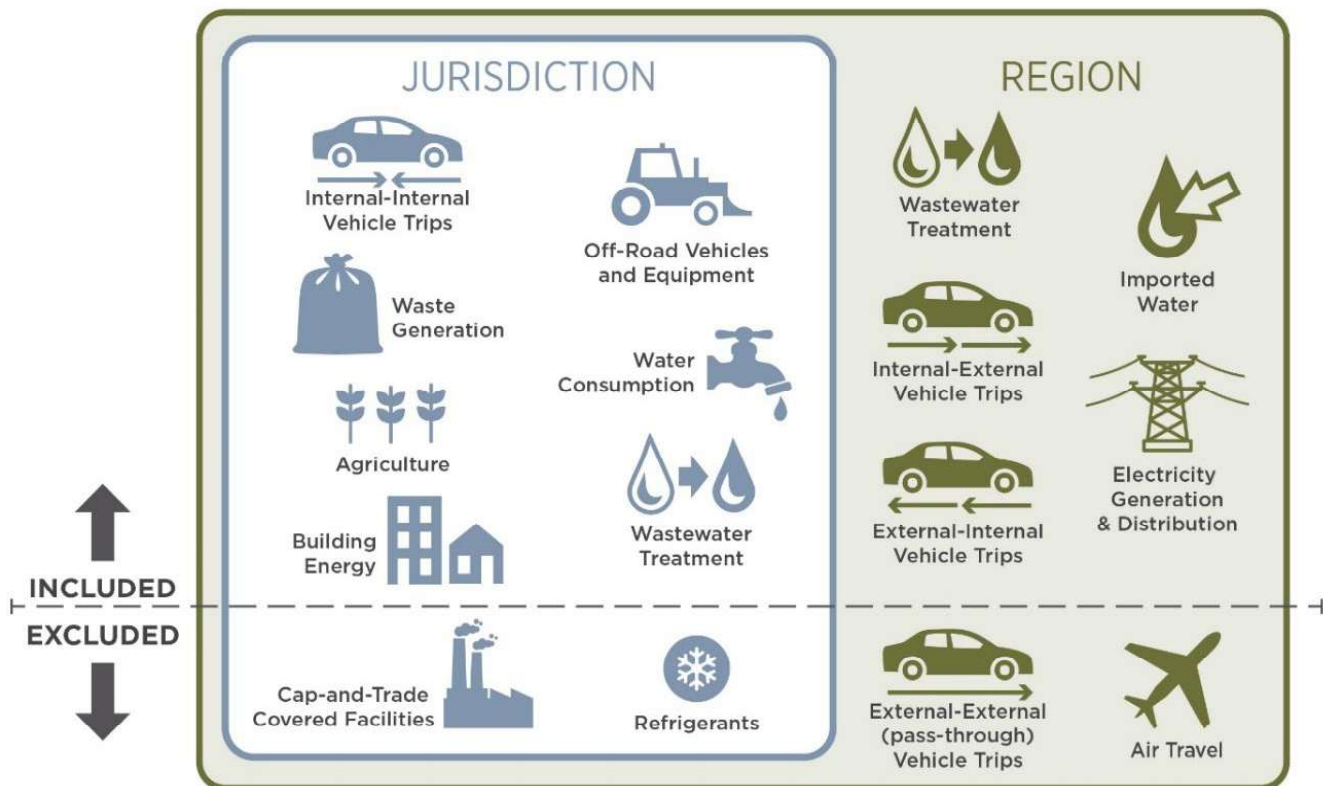 JURISDICTION
Internal-Internal
Vehicle Trips
Off-Road Vehicles
and Equipment
Waste
Generation
Water
Consumption
Agriculture
Building
Energy
Wastewater
Treatment
Cap-and-Trade
Covered Facilities
Refrigerants
REGION
Wastewater
Treatment
Imported
Water
Internal-External
Vehicle Trips
External-Internal
Vehicle Trips
Electricity
Generation
& Distribution
External-External
(pass-through)
Vehicle Trips
Air Travel
INCLUDED
EXCLUDED